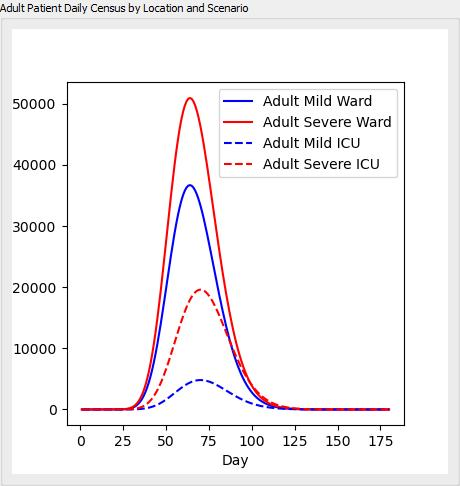 Adult Patient Daily Census by Location and Scenario
Adult Mild Ward
Adult Severe Ward
Adult Mild ICU
Adult Severe ICU
50000
40000
30000
20000
10000
0
0 25 50 75 100 125 150 175
Day